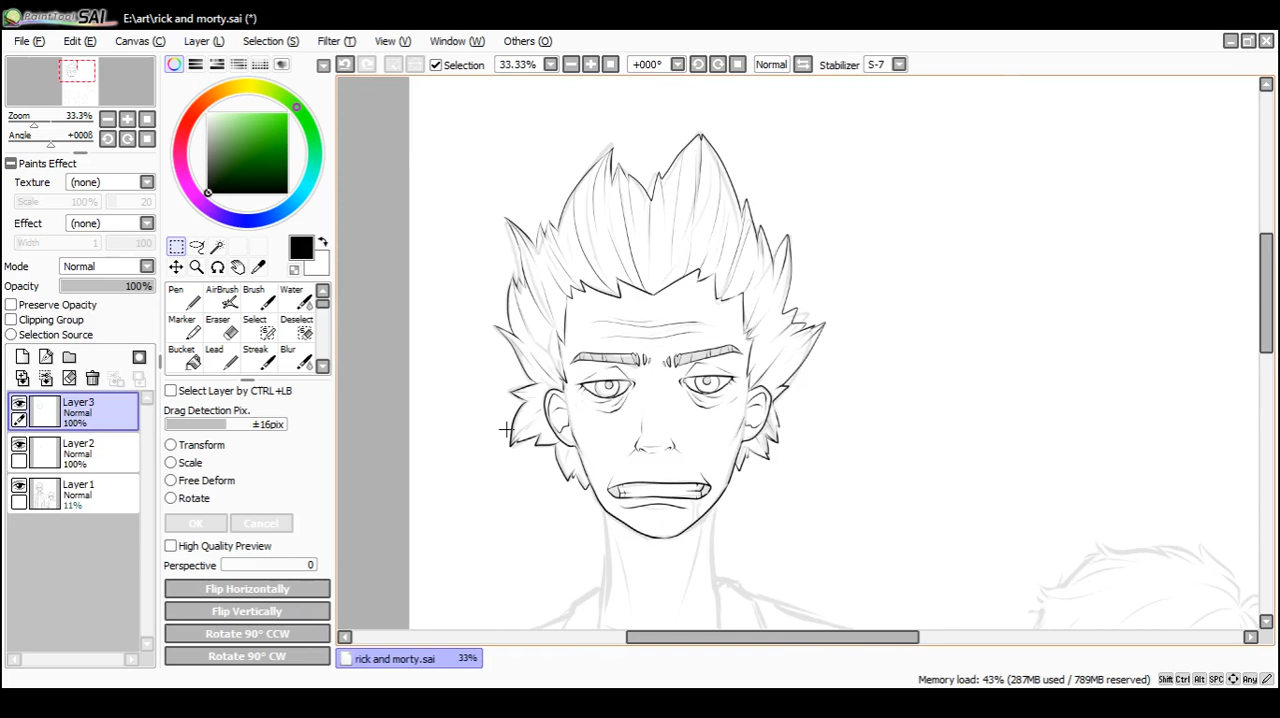 PaintTool SAI E:\art\rick and morty.sai (*)
File (F) Edit (E) Canvas (C) Layer (L) Selection (S) Filter (T) View (V) Window (W) Others (O)
Selection 33.33% +000° Normal Stabilizer S-7
Zoom 33.3%
Angle +000ß
Paints Effect
Texture (none)
Scale 100% 20
Effect (none)
Width 1 100
Mode Normal
Opacity 100%
Preserve Opacity
Clipping Group
Selection Source
Layer3
Normal
100%
Layer2
Normal
100%
Layer1
Normal
11%
Pen AirBrush Brush Water
Marker Eraser Select Deselect
Bucket Lead Streak Blur
Select Layer by CTRL+LB
Drag Detection Pix.
±16pix
Transform
Scale
Free Deform
Rotate
OK Cancel
High Quality Preview
Perspective 0
Flip Horizontally
Flip Vertically
Rotate 90° CCW
Rotate 90° CW
rick and morty.sai 33%
Memory load: 43% (287MB used / 789MB reserved) Shift Ctrl Alt SPC Any